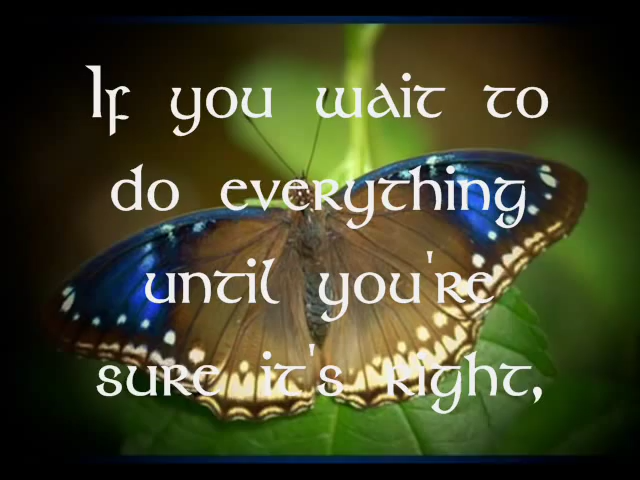 If you wait to
do everything
until you're
sure it's right,